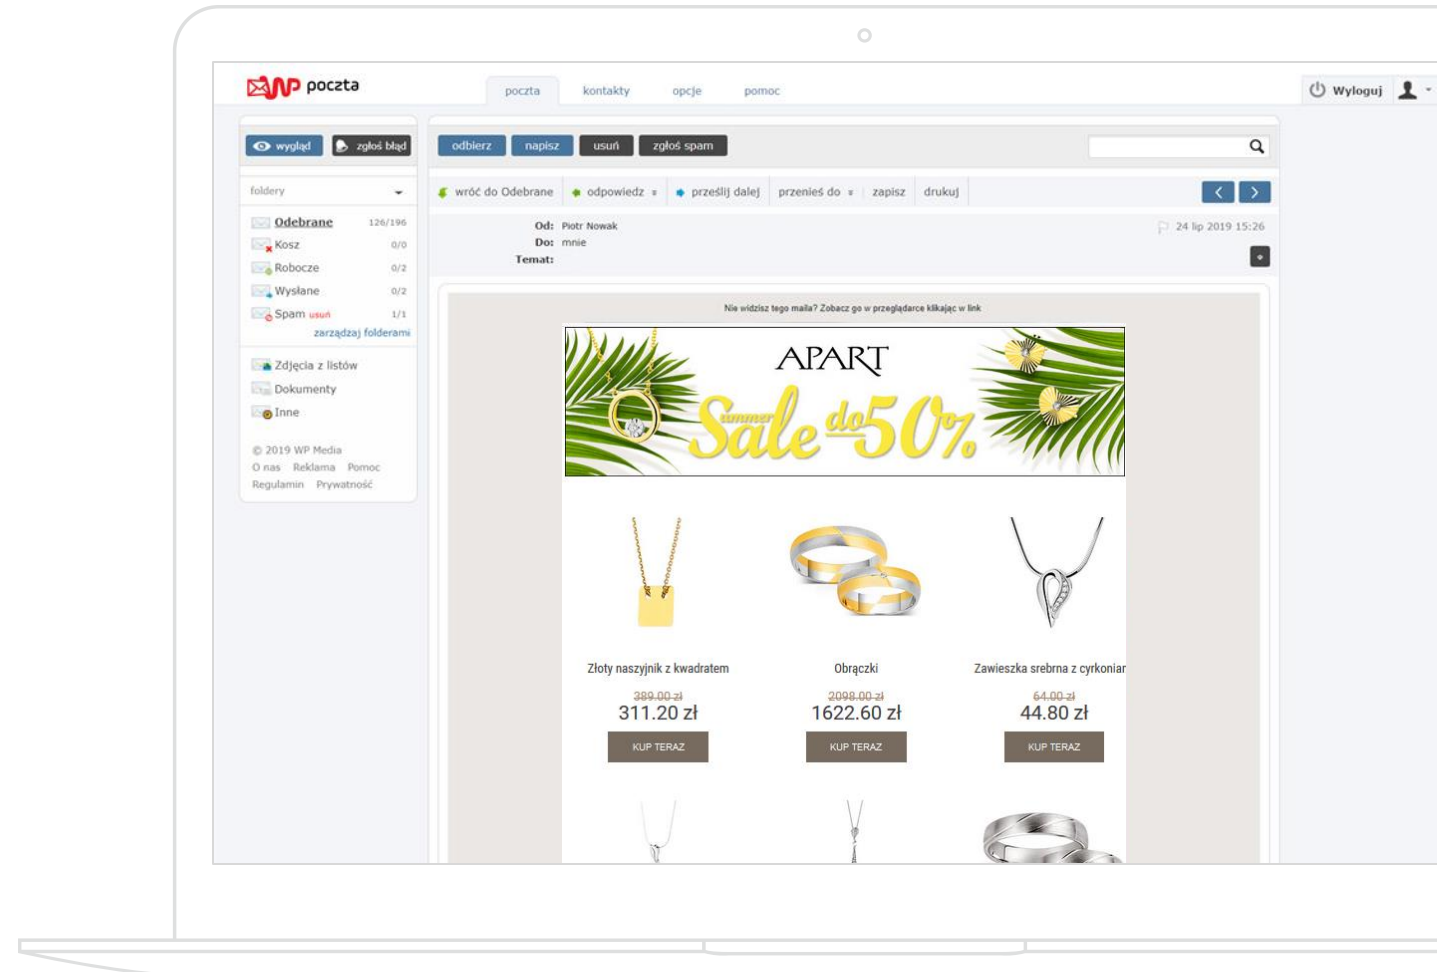 WP poczta
poczta kontakty opcje pomoc
Wyloguj
wygląd zgłoś błąd
odbierz napisz usuń zgłoś spam
foldery
wróć do Odebrane odpowiedz prześlij dalej przenieś do zapisz drukuj
Odebrane 126/196
Kosz 0/0
Robocze 0/2
Wysłane 0/2
Spam usuń 1/1
zarządzaj folderami
Zdjęcia z listów
Dokumenty
Inne
© 2019 WP Media
O nas Reklama Pomoc
Regulamin Prywatność
Od: Piotr Nowak
24 lip 2019 15:26
Do: mnie
Temat:
Nie widzisz tego maila? Zobacz go w przeglądarce klikając w link
APART
summer
Sale do 50%
Złoty naszyjnik z kwadratem
389.00 zł
311.20 zł
KUP TERAZ
Obrączki
2098.00 zł
1622.60 zł
KUP TERAZ
Zawieszka srebrna z cyrkoniam
64.00 zł
44.80 zł
KUP TERAZ